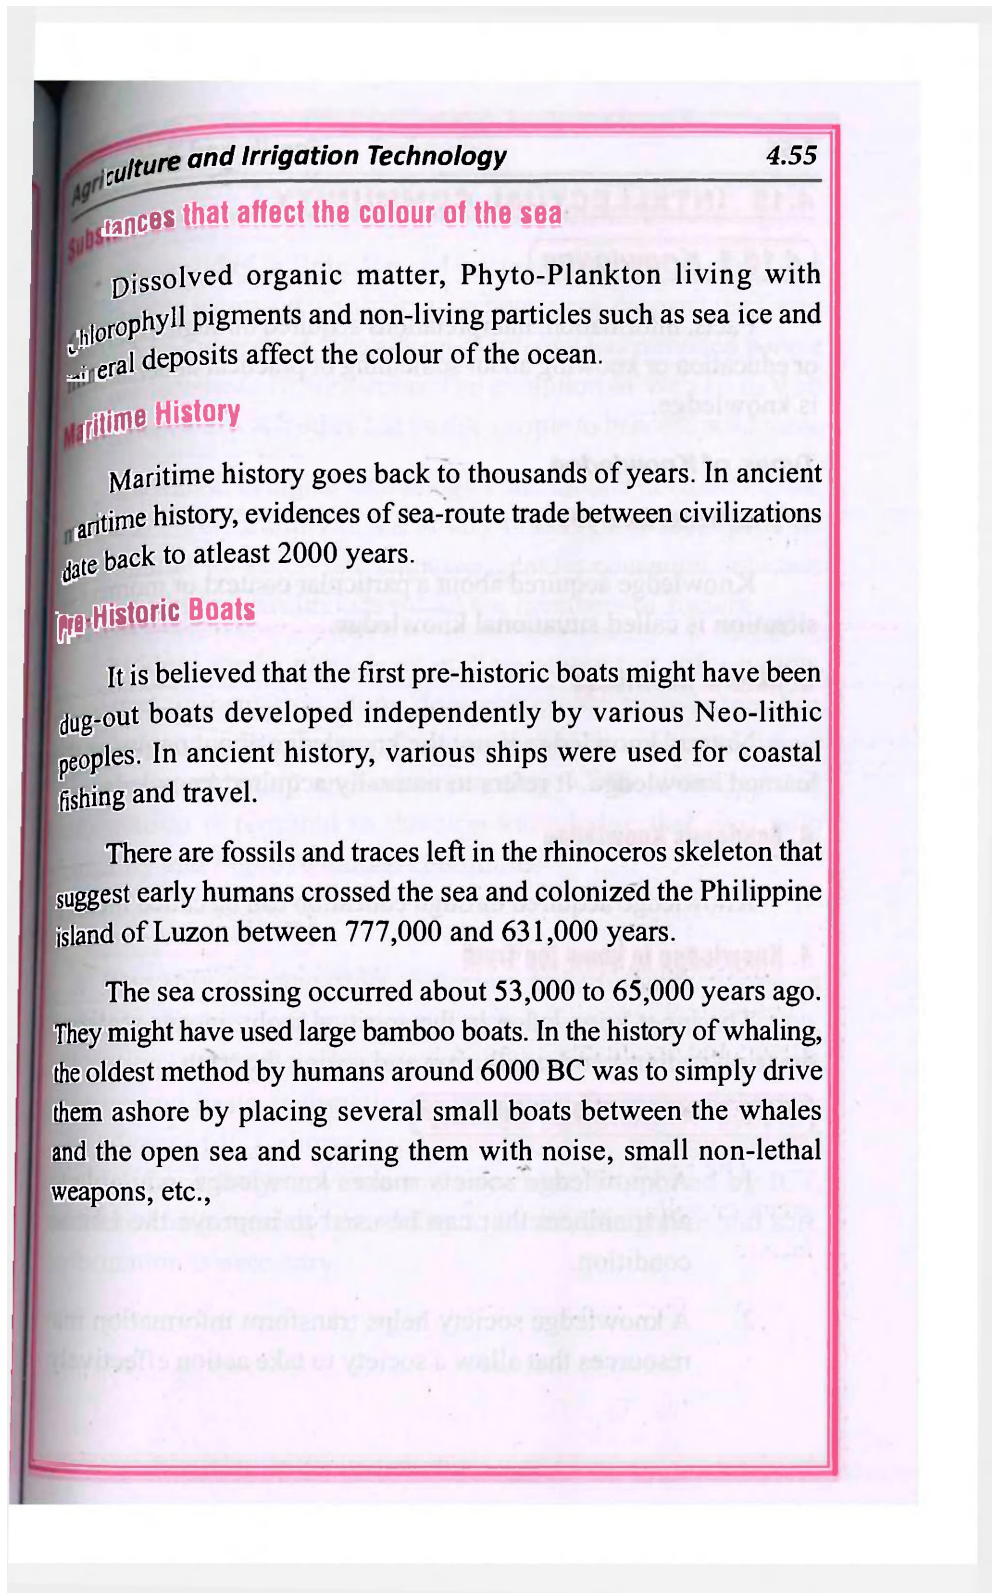 Agriculture and Irrigation Technology 4.55
Substances that affect the colour of the sea
Dissolved organic matter, Phyto-Plankton living with
chlorophyll pigments and non-living particles such as sea ice and
mineral deposits affect the colour of the ocean.
Maritime History
Maritime history goes back to thousands of years. In ancient
maritime history, evidences of sea-route trade between civilizations
date back to atleast 2000 years.
Pre-Historic Boats
It is believed that the first pre-historic boats might have been
dug-out boats developed independently by various Neo-lithic
peoples. In ancient history, various ships were used for coastal
fishing and travel.
There are fossils and traces left in the rhinoceros skeleton that
suggest early humans crossed the sea and colonized the Philippine
island of Luzon between 777,000 and 631,000 years.
The sea crossing occurred about 53,000 to 65,000 years ago.
They might have used large bamboo boats. In the history of whaling,
the oldest method by humans around 6000 BC was to simply drive
them ashore by placing several small boats between the whales
and the open sea and scaring them with noise, small non-lethal
weapons, etc.,